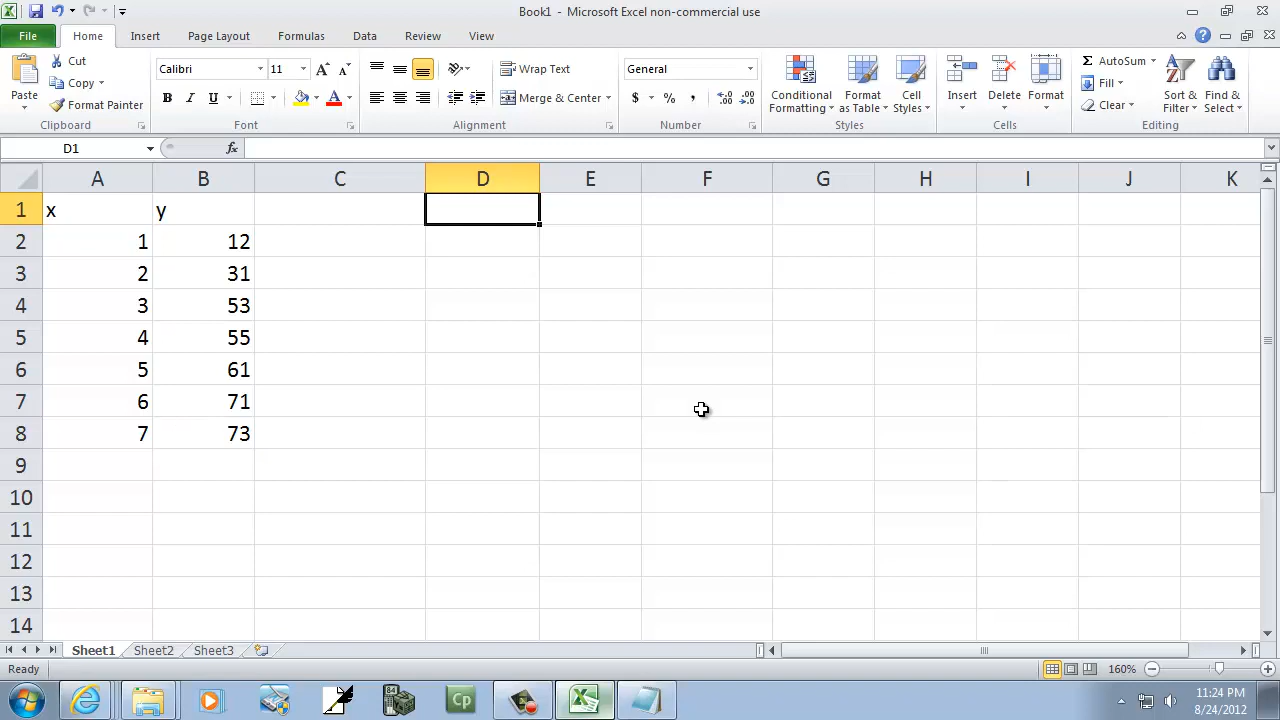 Book1 - Microsoft Excel non-commercial use
File Home Insert Page Layout Formulas Data Review View
Paste Cut Copy Format Painter
Clipboard
Calibri 11
B I U A
Font
Wrap Text
Merge & Center
Alignment
General
$ % ,
Number
Conditional Formatting Format as Table Cell Styles
Styles
Insert Delete Format
Cells
AutoSum
Fill
Clear
Sort & Filter Find & Select
Editing
D1 fx
A B C D E F G H I J K
1 x y
2 1 12
3 2 31
4 3 53
5 4 55
6 5 61
7 6 71
8 7 73
9
10
11
12
13
14
Sheet1 Sheet2 Sheet3
Ready 160%
Cp
11:24 PM
8/24/2012